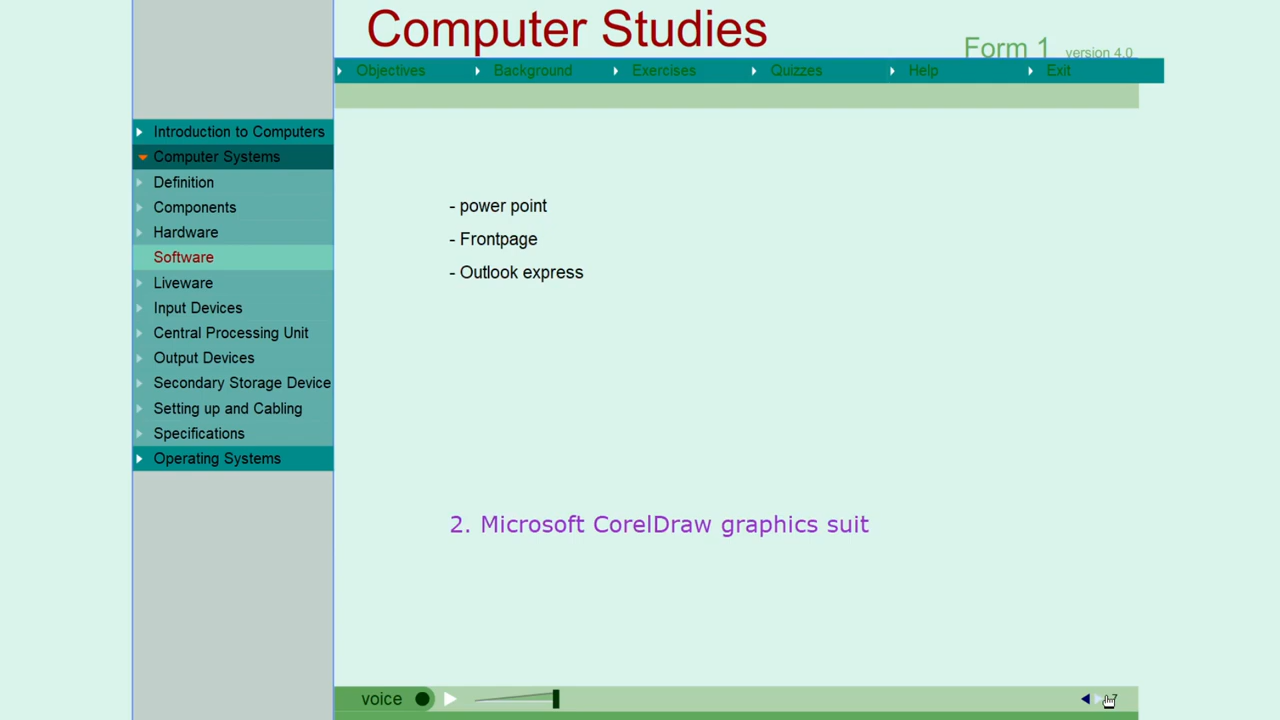 Computer Studies
Form 1 version 4.0
Objectives Background Exercises Quizzes Help Exit
Introduction to Computers
Computer Systems
Definition
Components
Hardware
Software
Liveware
Input Devices
Central Processing Unit
Output Devices
Secondary Storage Device
Setting up and Cabling
Specifications
Operating Systems
- power point
- Frontpage
- Outlook express
2. Microsoft CorelDraw graphics suit
voice